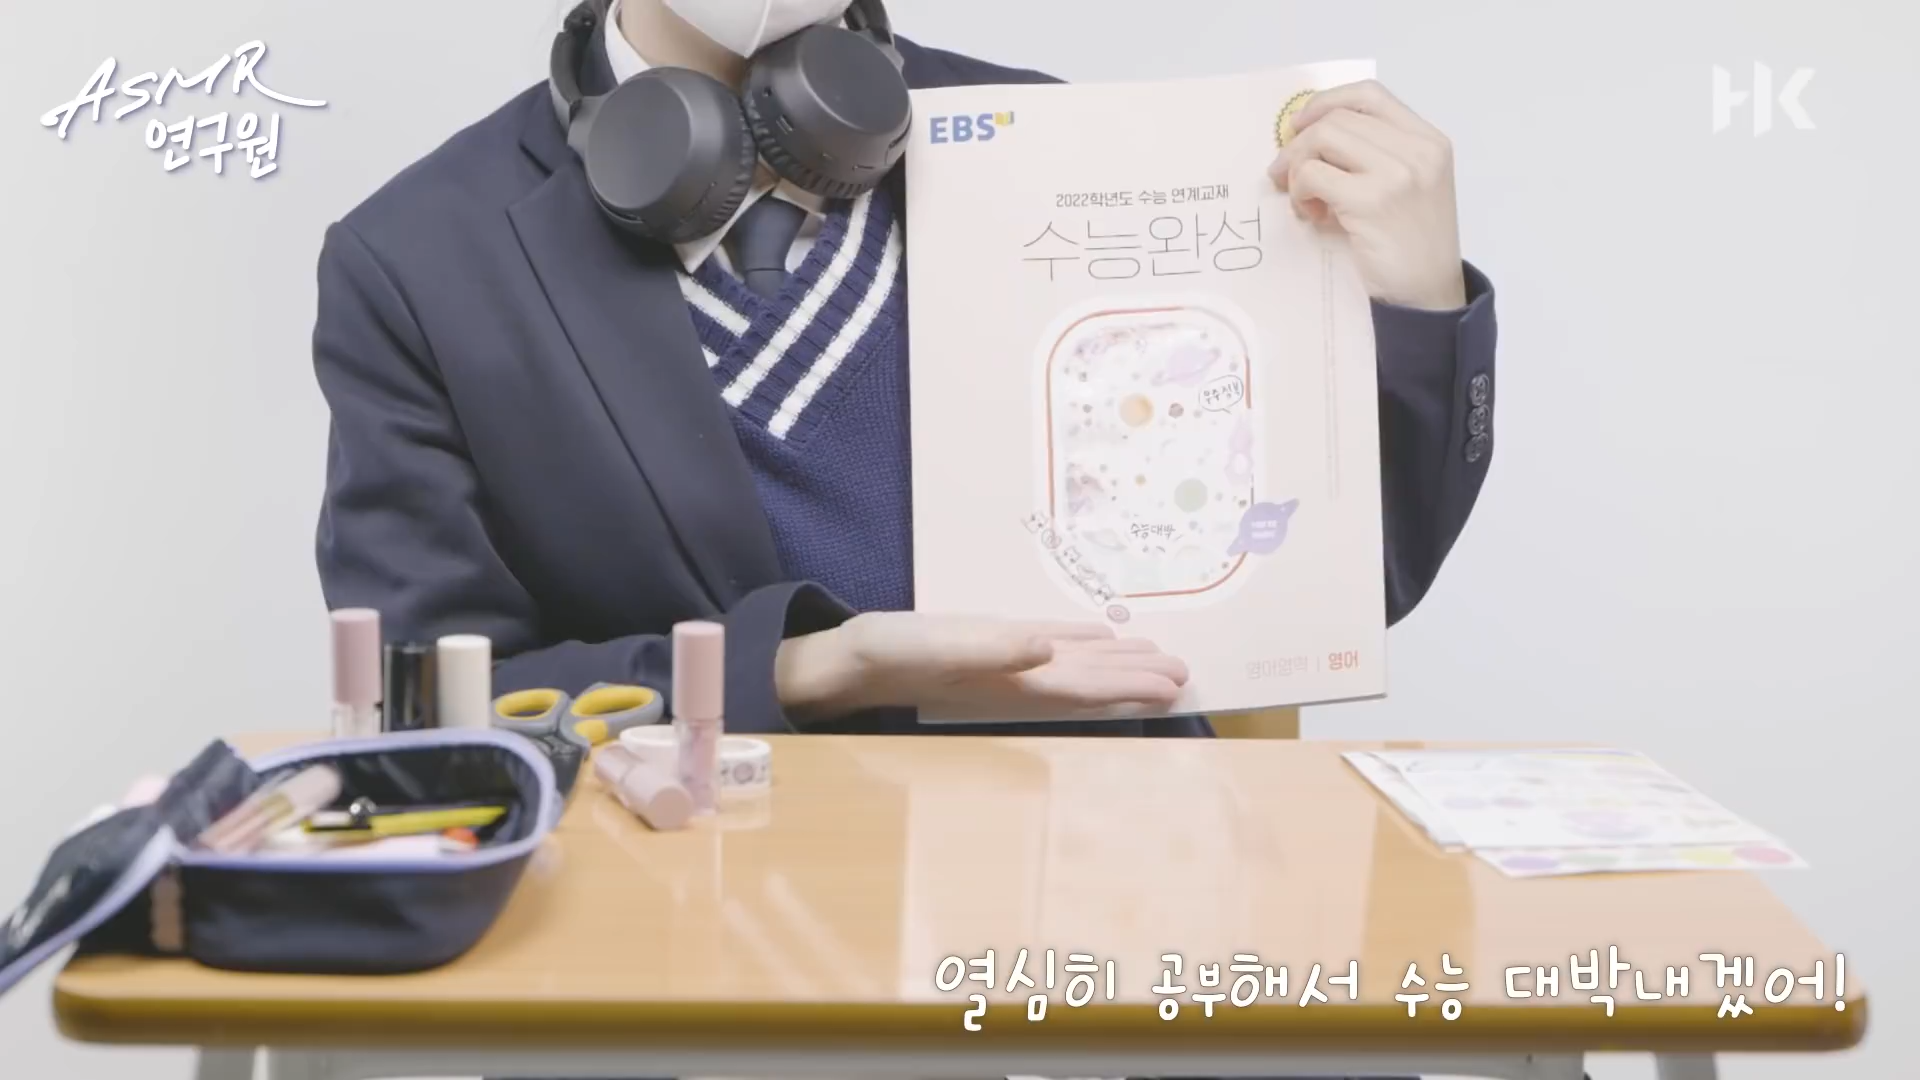 ASMR
연구원
HK
EBS
2022학년도 수능 연계교재
수능완성
우주정복
수능대박!
영어영역 | 영어
열심히 공부해서 수능 대박내겠어!